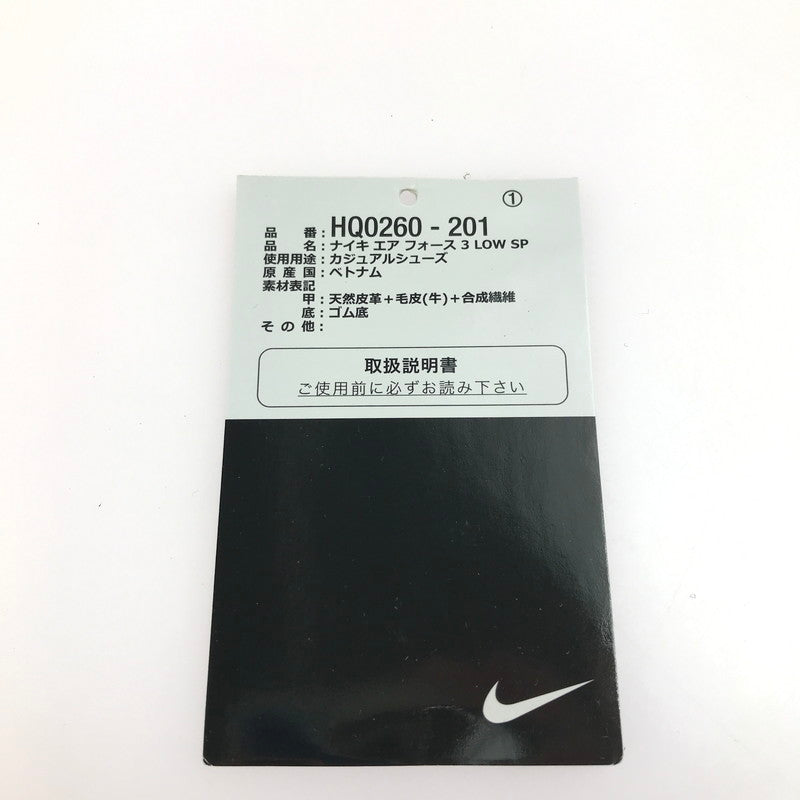 ①
品 番：HQ0260 - 201
品 名：ナイキ エア フォース 3 LOW SP
使用用途：カジュアルシューズ
原 産 国：ベトナム
素材表記
甲：天然皮革＋毛皮(牛)＋合成繊維
底：ゴム底
そ の 他：
取扱説明書
ご使用前に必ずお読み下さい